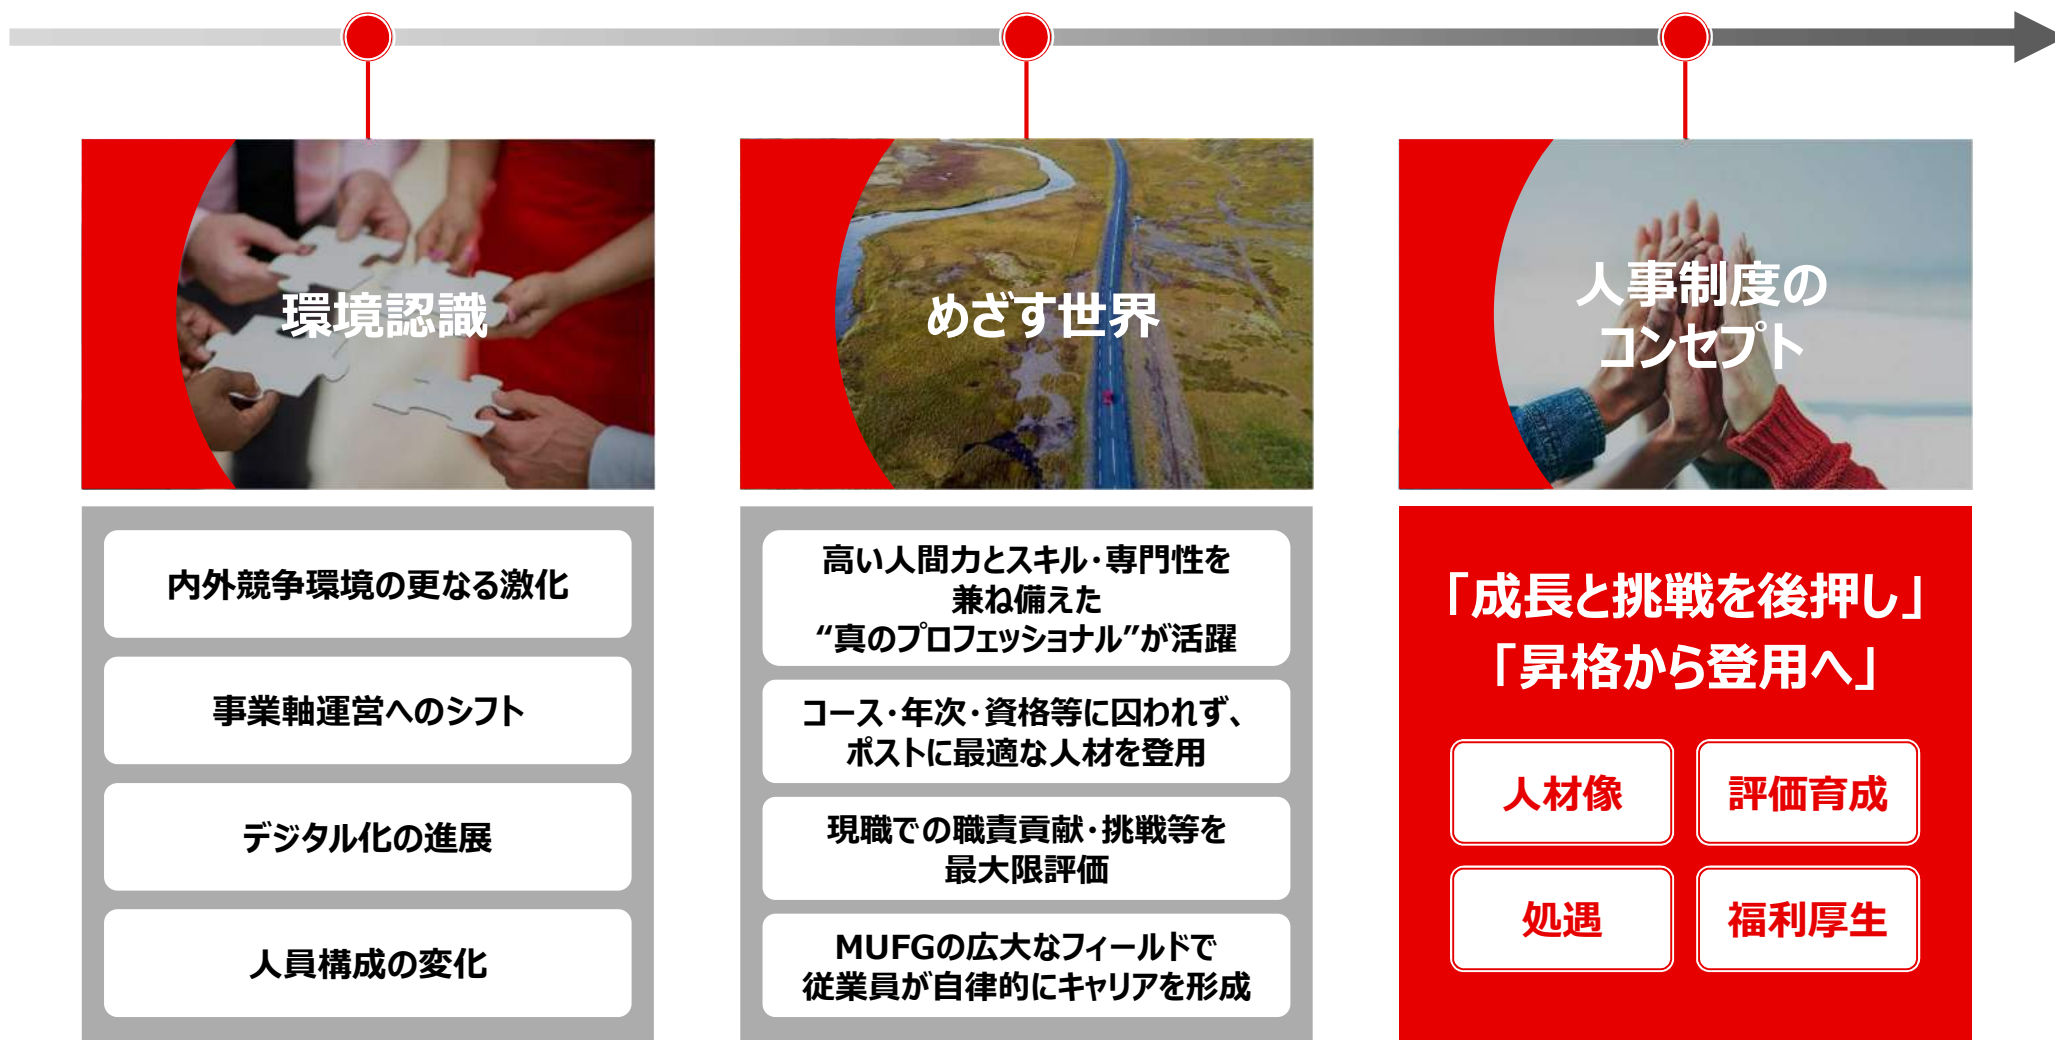 環境認識
内外競争環境の更なる激化
事業軸運営へのシフト
デジタル化の進展
人員構成の変化
めざす世界
高い人間力とスキル・専門性を
兼ね備えた
“真のプロフェッショナル”が活躍
コース・年次・資格等に囚われず、
ポストに最適な人材を登用
現職での職責貢献・挑戦等を
最大限評価
MUFGの広大なフィールドで
従業員が自律的にキャリアを形成
人事制度の
コンセプト
「成長と挑戦を後押し」
「昇格から登用へ」
人材像
評価育成
処遇
福利厚生